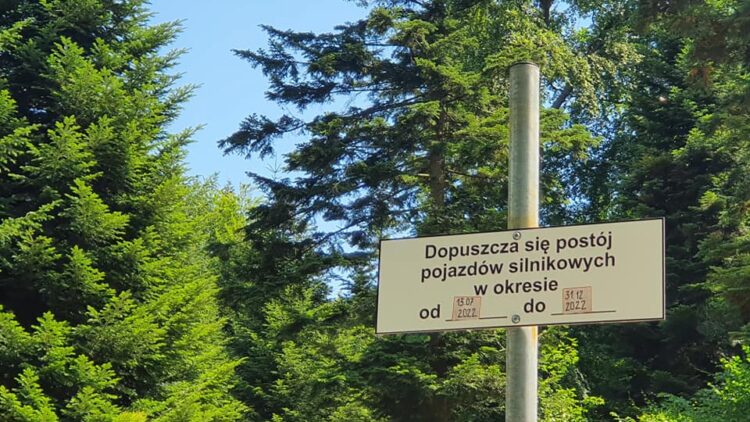 Dopuszcza się postój
pojazdów silnikowych
w okresie
od 15.07 2022 do 31.12 2022